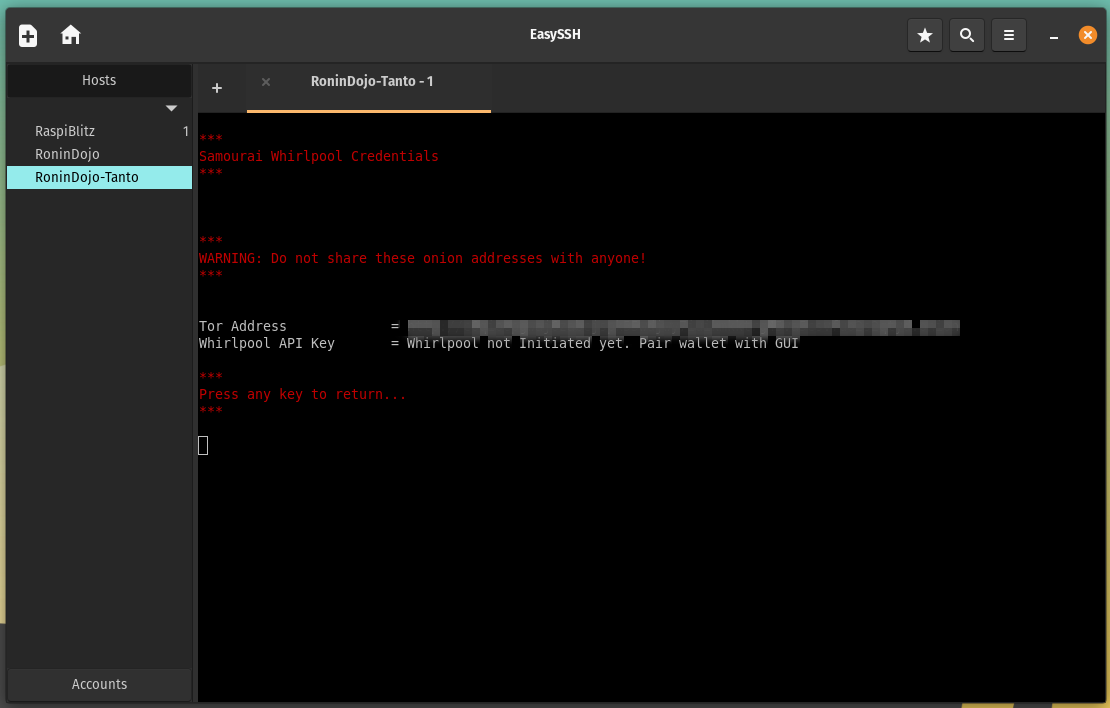 EasySSH
Hosts
RaspiBlitz 1
RoninDojo
RoninDojo-Tanto
Accounts
+ × RoninDojo-Tanto - 1
***
Samourai Whirlpool Credentials
***
***
WARNING: Do not share these onion addresses with anyone!
***
Tor Address =
Whirlpool API Key = Whirlpool not Initiated yet. Pair wallet with GUI
***
Press any key to return...
***